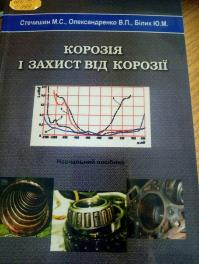 Стечишин М.С., Олександренко В.П., Білик Ю.М.
КОРОЗІЯ
І ЗАХИСТ ВІД КОРОЗІЇ
Навчальний посібник